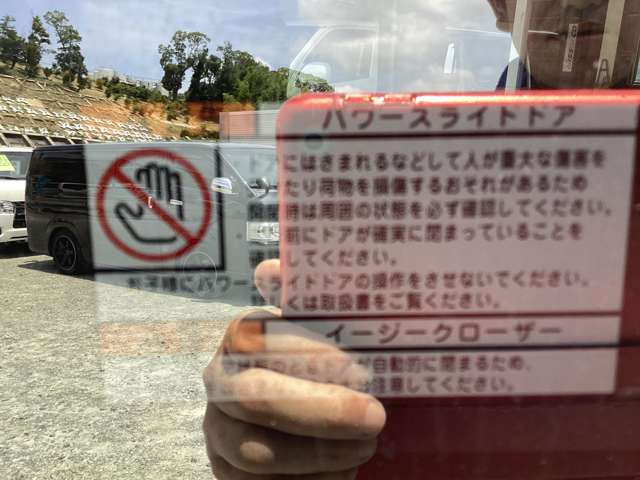 パワースライドドア
ドアにはさまれるなどして人が重大な傷害を
たり荷物を損傷するおそれがあるため
時は周囲の状態を必ず確認してください。
前にドアが確実に閉まっていることを
してください。
お子様にパワースライドドアの操作をさせないでください。
くは取扱書をご覧ください。
イージークローザー
ドアが自動的に閉まるため、
注意してください。